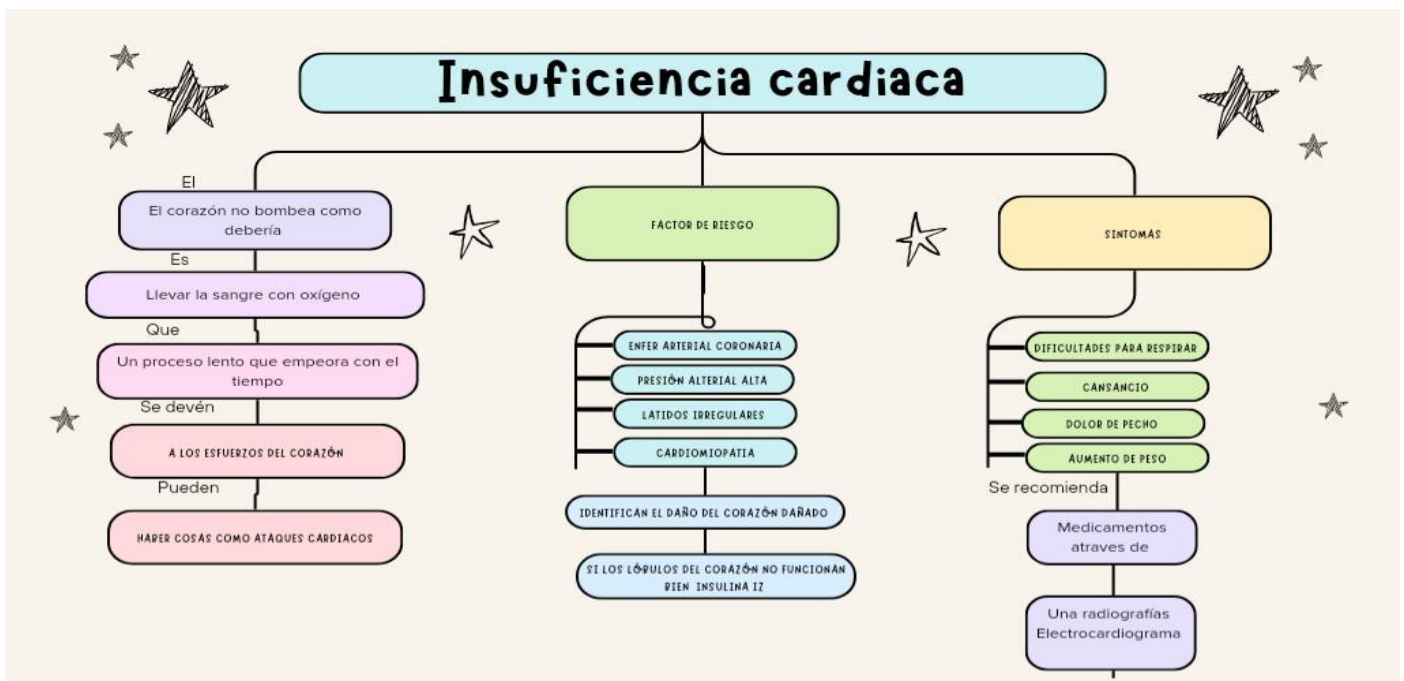 Insuficiencia cardiaca
El
El corazón no bombea como
debería
Es
Llevar la sangre con oxígeno
Que
Un proceso lento que empeora con el
tiempo
Se devén
A LOS ESFUERZOS DEL CORAZÓN
Pueden
HABER COSAS COMO ATAQUES CARDIACOS
FACTOR DE RIESGO
ENFER ARTERIAL CORONARIA
PRESIÓN ALTERIAL ALTA
LATIDOS IRREGULARES
CARDIOMIOPATIA
IDENTIFICAN EL DAÑO DEL CORAZÓN DAÑADO
SI LOS LÓBULOS DEL CORAZÓN NO FUNCIONAN
BIEN INSULINA IZ
SINTOMAS
DIFICULTADES PARA RESPIRAR
CANSANCIO
DOLOR DE PECHO
AUMENTO DE PESO
Se recomienda
Medicamentos
atraves de
Una radiografías
Electrocardiograma